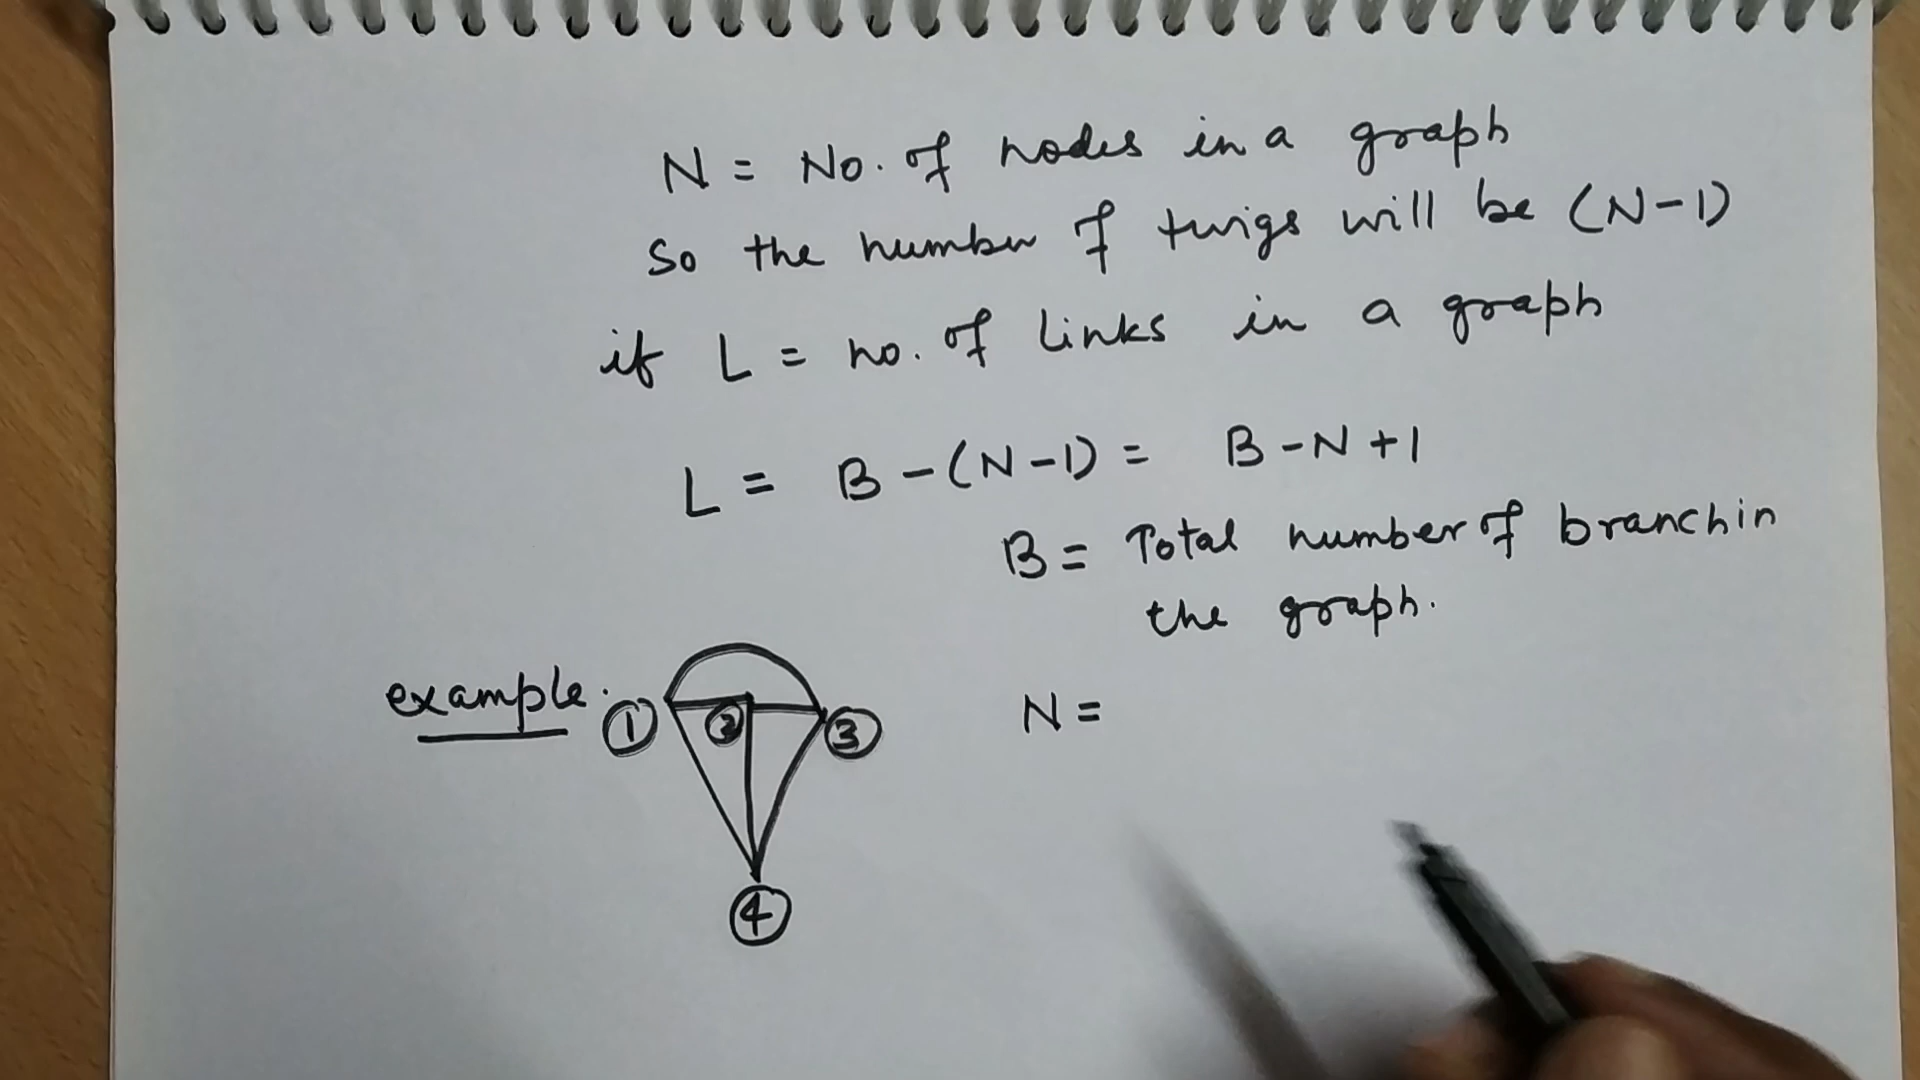 N = No. of nodes in a graph
So the number of twigs will be (N-1)
if L = no. of Links in a graph
L = B - (N-1) = B - N + 1
B = Total number of branch in
the graph.
example.
1 2 3
N =
4